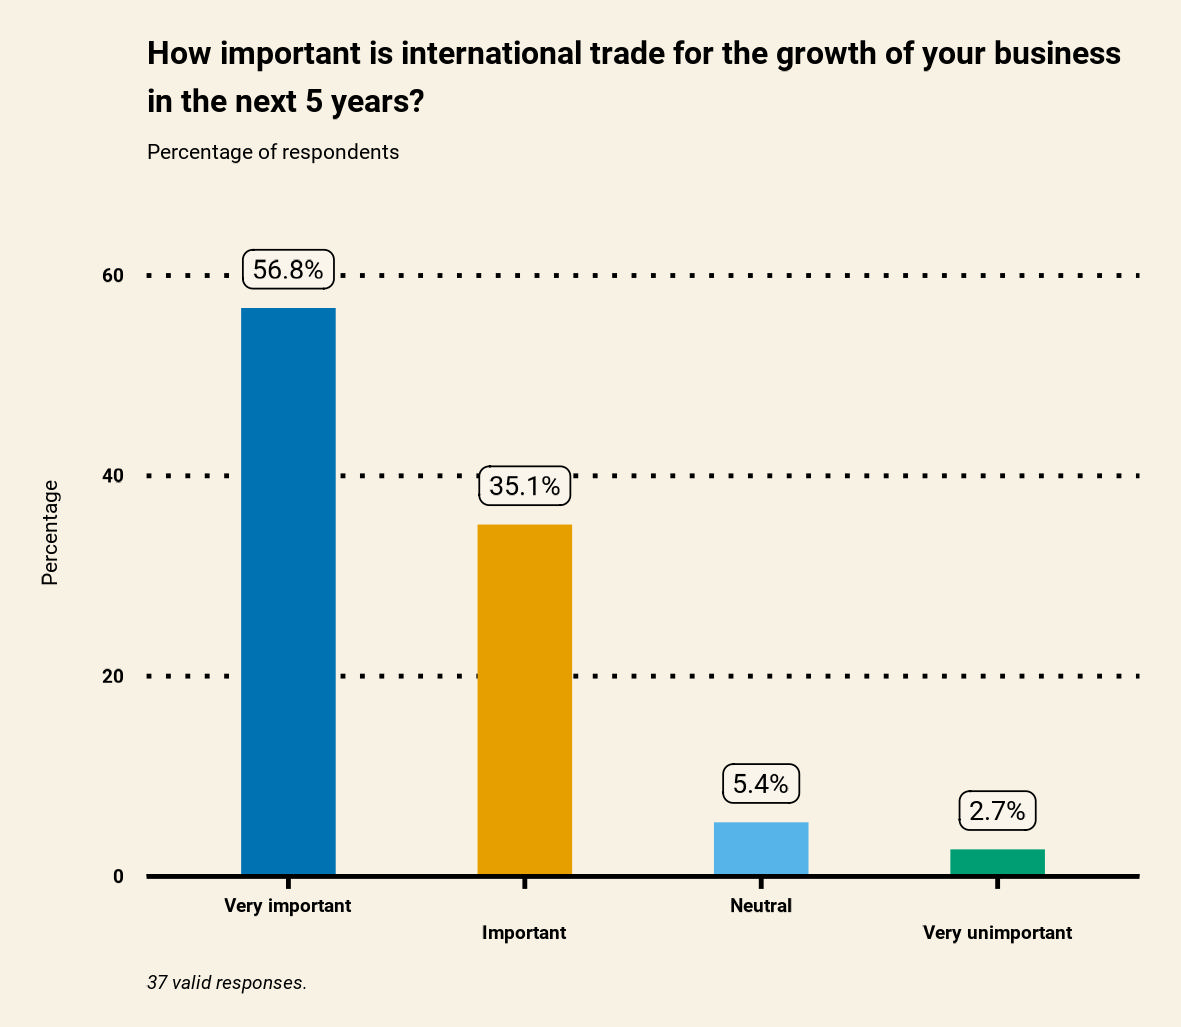 How important is international trade for the growth of your business
in the next 5 years?
Percentage of respondents
56.8%
60
40
35.1%
Percentage
20
5.4%
2.7%
0
Very important
Neutral
Important
Very unimportant
37 valid responses.